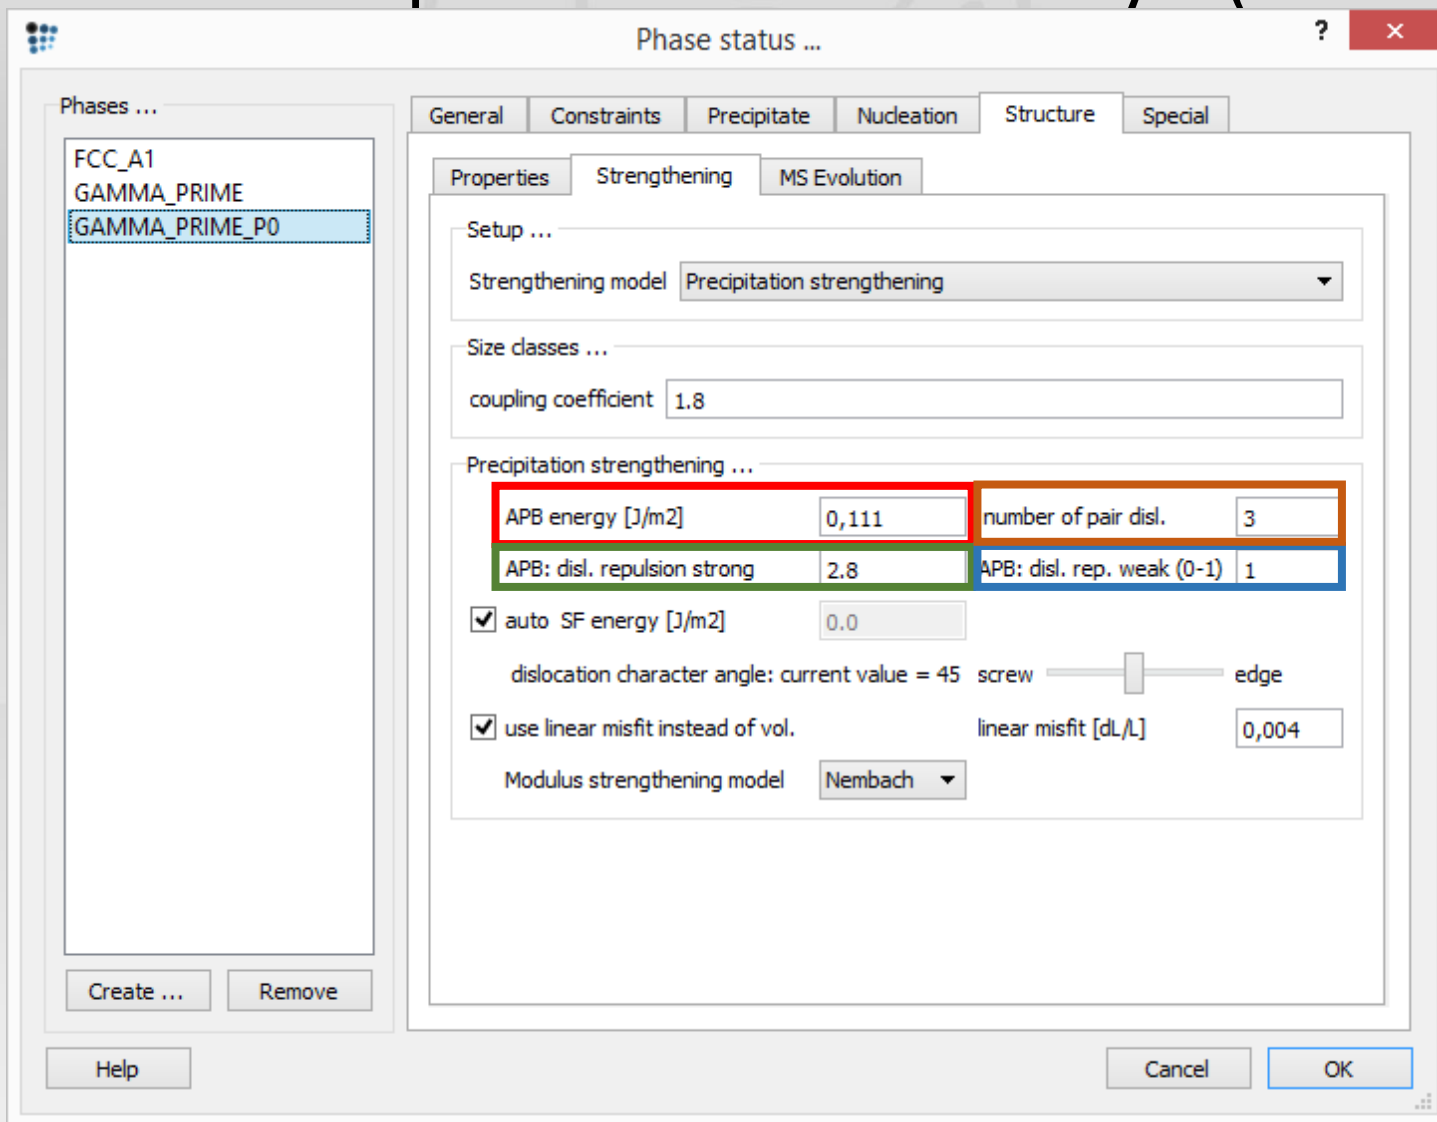 Phase status ...
?
×
Phases ...
FCC_A1
GAMMA_PRIME
GAMMA_PRIME_P0
Create ...
Remove
General
Constraints
Precipitate
Nucleation
Structure
Special
Properties
Strengthening
MS Evolution
Setup ...
Strengthening model Precipitation strengthening
Size classes ...
coupling coefficient 1.8
Precipitation strengthening ...
APB energy [J/m2] 0,111 number of pair disl. 3
APB: disl. repulsion strong 2.8 APB: disl. rep. weak (0-1) 1
auto SF energy [J/m2] 0.0
dislocation character angle: current value = 45 screw edge
use linear misfit instead of vol. linear misfit [dL/L] 0,004
Modulus strengthening model Nembach
Help
Cancel
OK